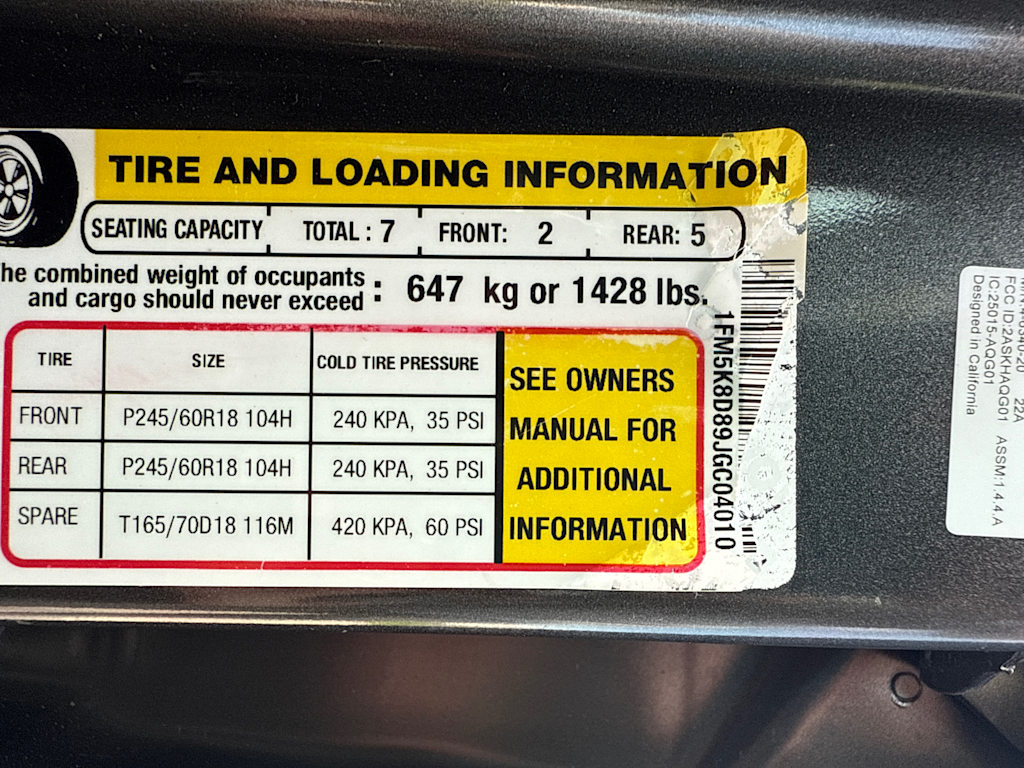 TIRE AND LOADING INFORMATION
SEATING CAPACITY TOTAL : 7 FRONT: 2 REAR: 5
he combined weight of occupants
and cargo should never exceed : 647 kg or 1428 lbs.
TIRE SIZE COLD TIRE PRESSURE
FRONT P245/60R18 104H 240 KPA, 35 PSI
REAR P245/60R18 104H 240 KPA, 35 PSI
SPARE T165/70D18 116M 420 KPA, 60 PSI
SEE OWNERS
MANUAL FOR
ADDITIONAL
INFORMATION
1FM5K8D89JGC04010
22A
FCC ID:2ASKHAQG01 ASSM:1.4.4.A
IC:25015-AQG01
Designed in California